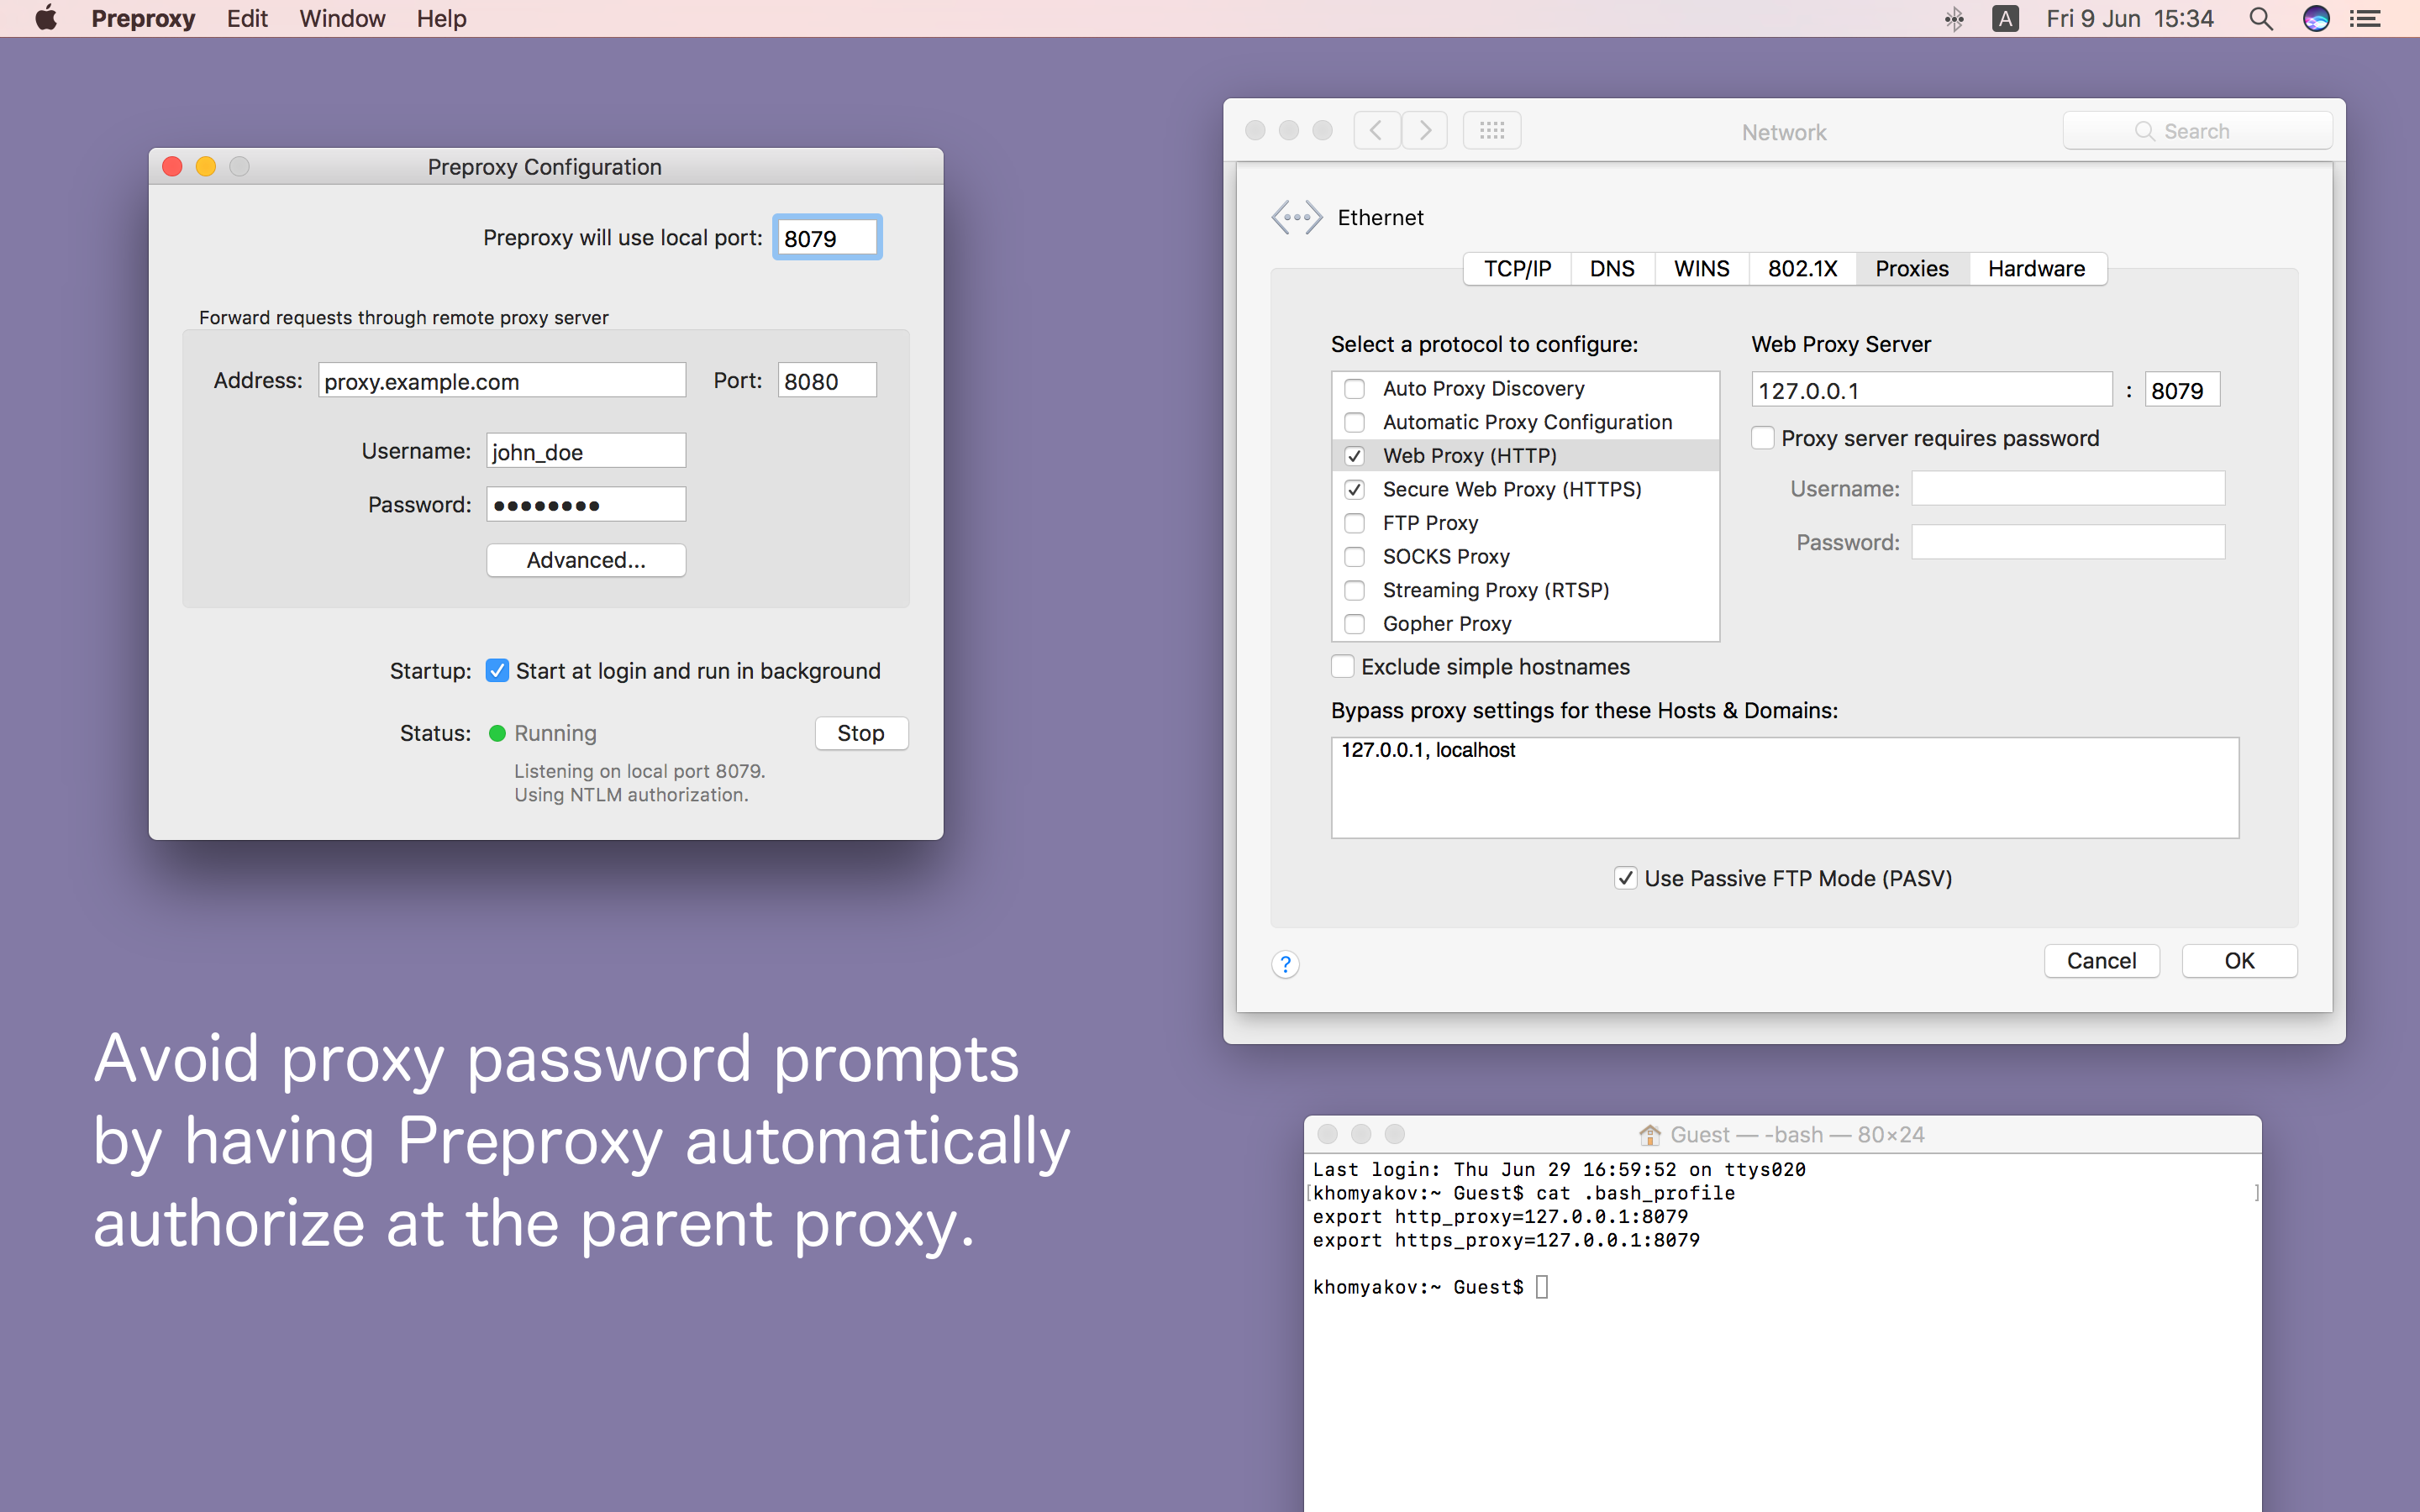 Preproxy Edit Window Help
A Fri 9 Jun 15:34
Preproxy Configuration
Preproxy will use local port: 8079
Forward requests through remote proxy server
Address: proxy.example.com Port: 8080
Username: john_doe
Password: ••••••••
Advanced...
Startup: Start at login and run in background
Status: Running Stop
Listening on local port 8079.
Using NTLM authorization.
Avoid proxy password prompts
by having Preproxy automatically
authorize at the parent proxy.
Network
Search
Ethernet
TCP/IP DNS WINS 802.1X Proxies Hardware
Select a protocol to configure:
Auto Proxy Discovery
Automatic Proxy Configuration
Web Proxy (HTTP)
Secure Web Proxy (HTTPS)
FTP Proxy
SOCKS Proxy
Streaming Proxy (RTSP)
Gopher Proxy
Web Proxy Server
127.0.0.1 : 8079
Proxy server requires password
Username:
Password:
Exclude simple hostnames
Bypass proxy settings for these Hosts & Domains:
127.0.0.1, localhost
Use Passive FTP Mode (PASV)
? Cancel OK
Guest — -bash — 80×24
Last login: Thu Jun 29 16:59:52 on ttys020
[khomyakov:~ Guest$ cat .bash_profile ]
export http_proxy=127.0.0.1:8079
export https_proxy=127.0.0.1:8079
khomyakov:~ Guest$